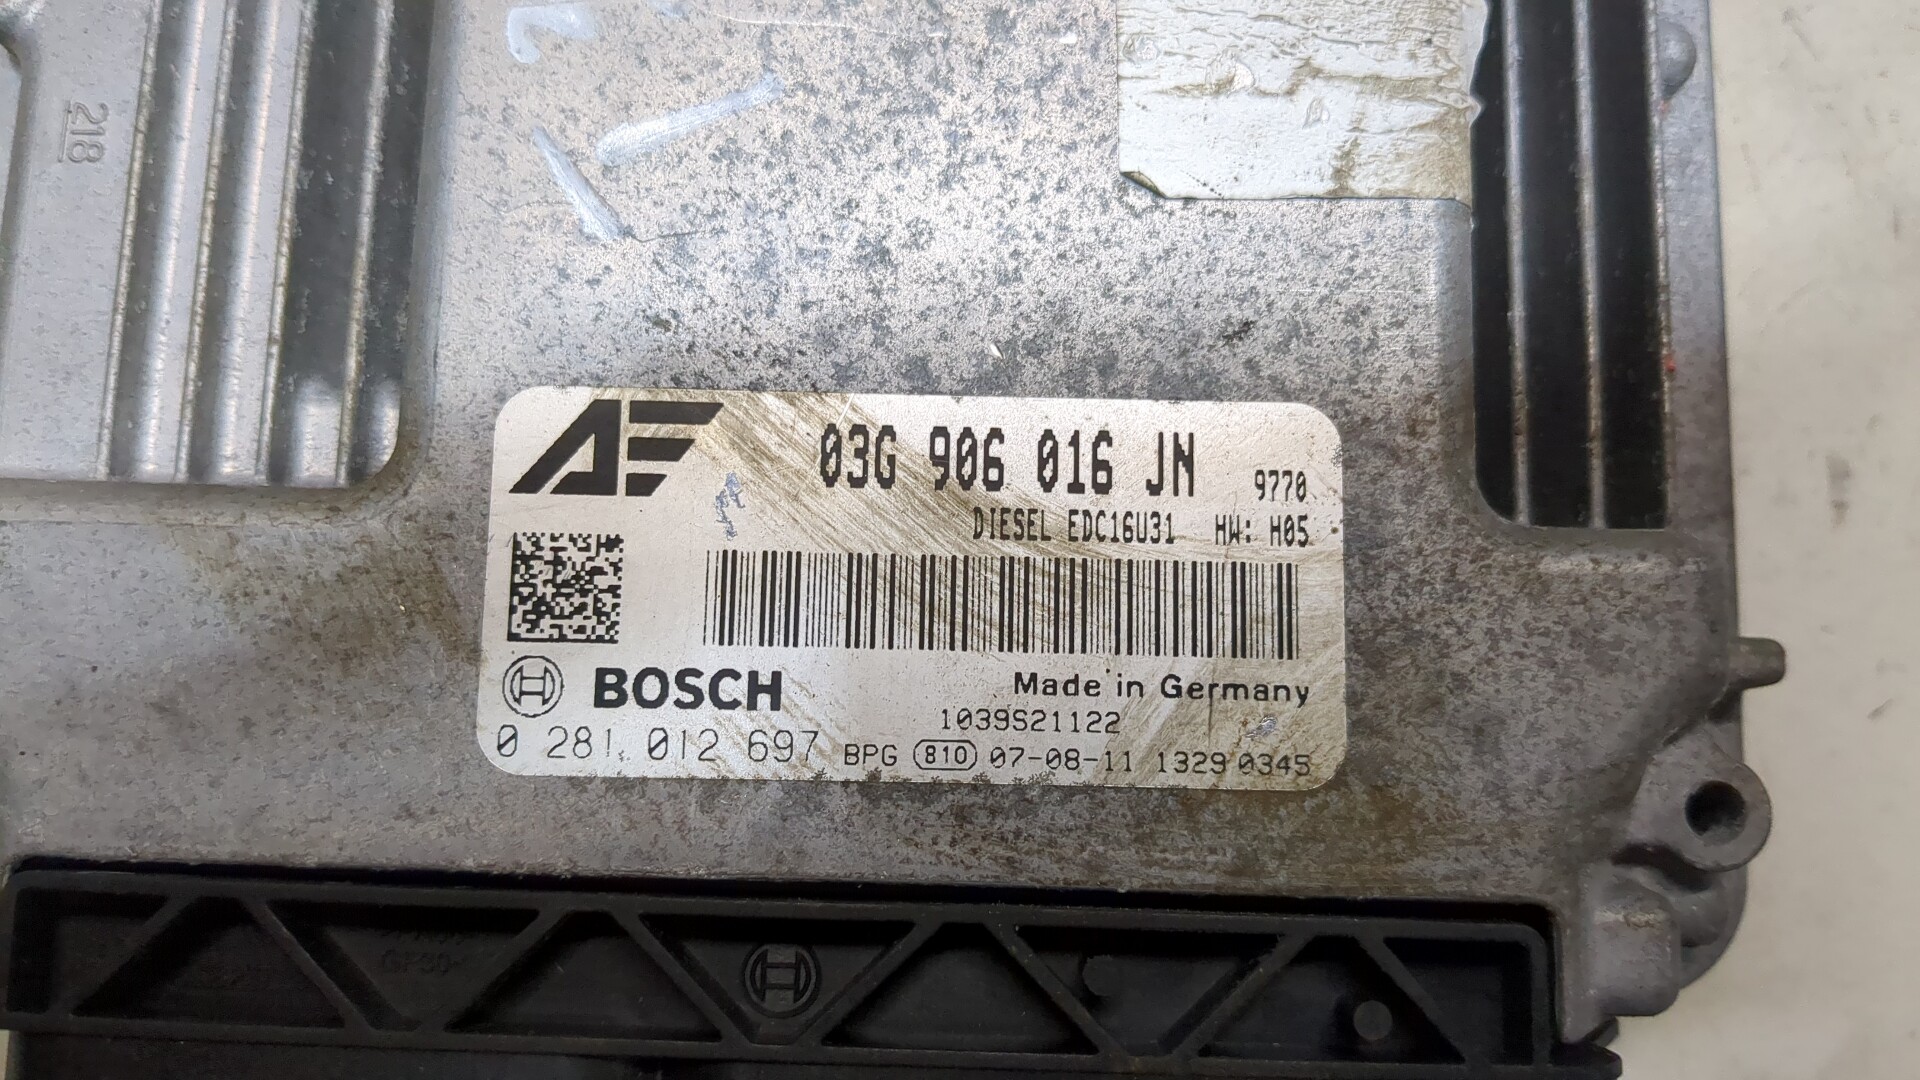 218
AF
03G 906 016 JN 9770
DIESEL EDC16U31 HW: H05
BOSCH
Made in Germany
1039S21122
0 281 012 697 BPG 810 07-08-11 1329 0345